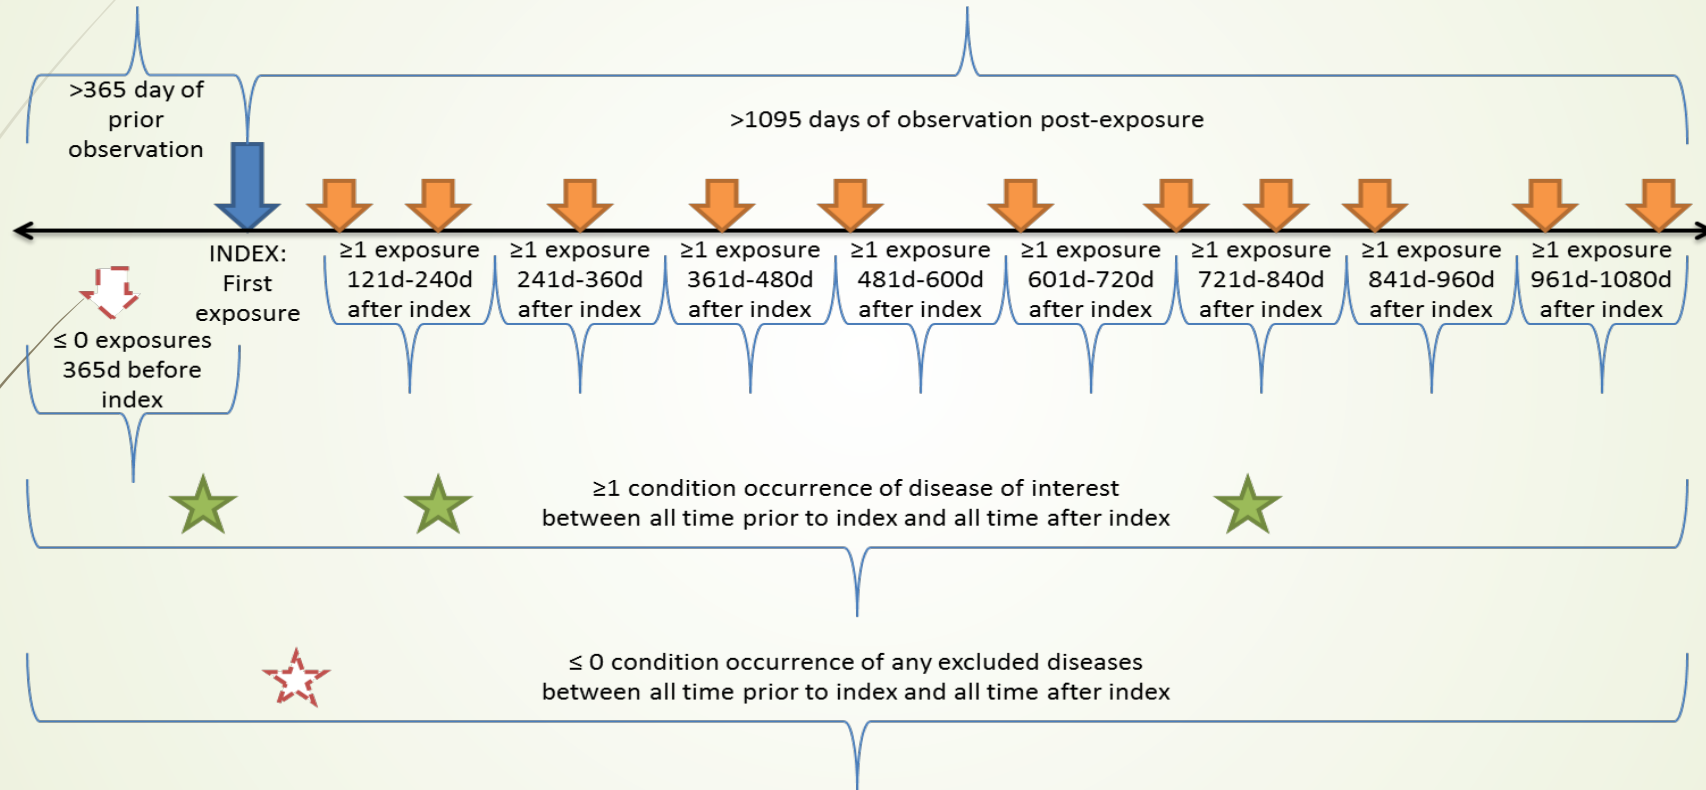 >365 day of
prior
observation
>1095 days of observation post-exposure
INDEX:
First
exposure
≥1 exposure
121d-240d
after index
≥1 exposure
241d-360d
after index
≥1 exposure
361d-480d
after index
≥1 exposure
481d-600d
after index
≥1 exposure
601d-720d
after index
≥1 exposure
721d-840d
after index
≥1 exposure
841d-960d
after index
≥1 exposure
961d-1080d
after index
≤ 0 exposures
365d before
index
≥1 condition occurrence of disease of interest
between all time prior to index and all time after index
≤ 0 condition occurrence of any excluded diseases
between all time prior to index and all time after index